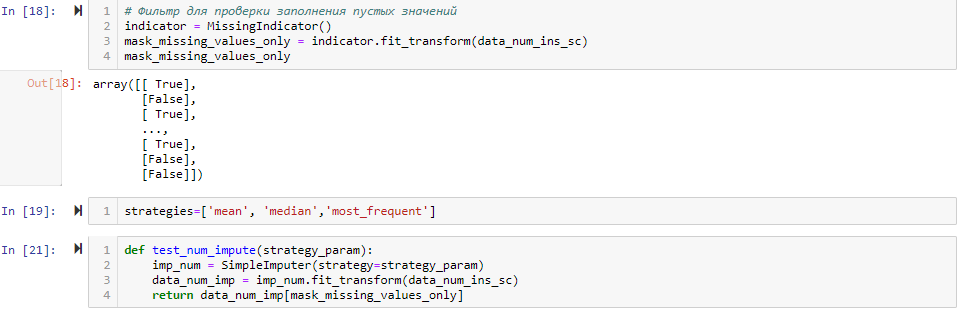 In [18]:
1 # Фильтр для проверки заполнения пустых значений
2 indicator = MissingIndicator()
3 mask_missing_values_only = indicator.fit_transform(data_num_ins_sc)
4 mask_missing_values_only
Out[18]: array([[ True],
[False],
[ True],
...,
[ True],
[False],
[False]])
In [19]: 1 strategies=['mean', 'median','most_frequent']
In [21]:
1 def test_num_impute(strategy_param):
2     imp_num = SimpleImputer(strategy=strategy_param)
3     data_num_imp = imp_num.fit_transform(data_num_ins_sc)
4     return data_num_imp[mask_missing_values_only]